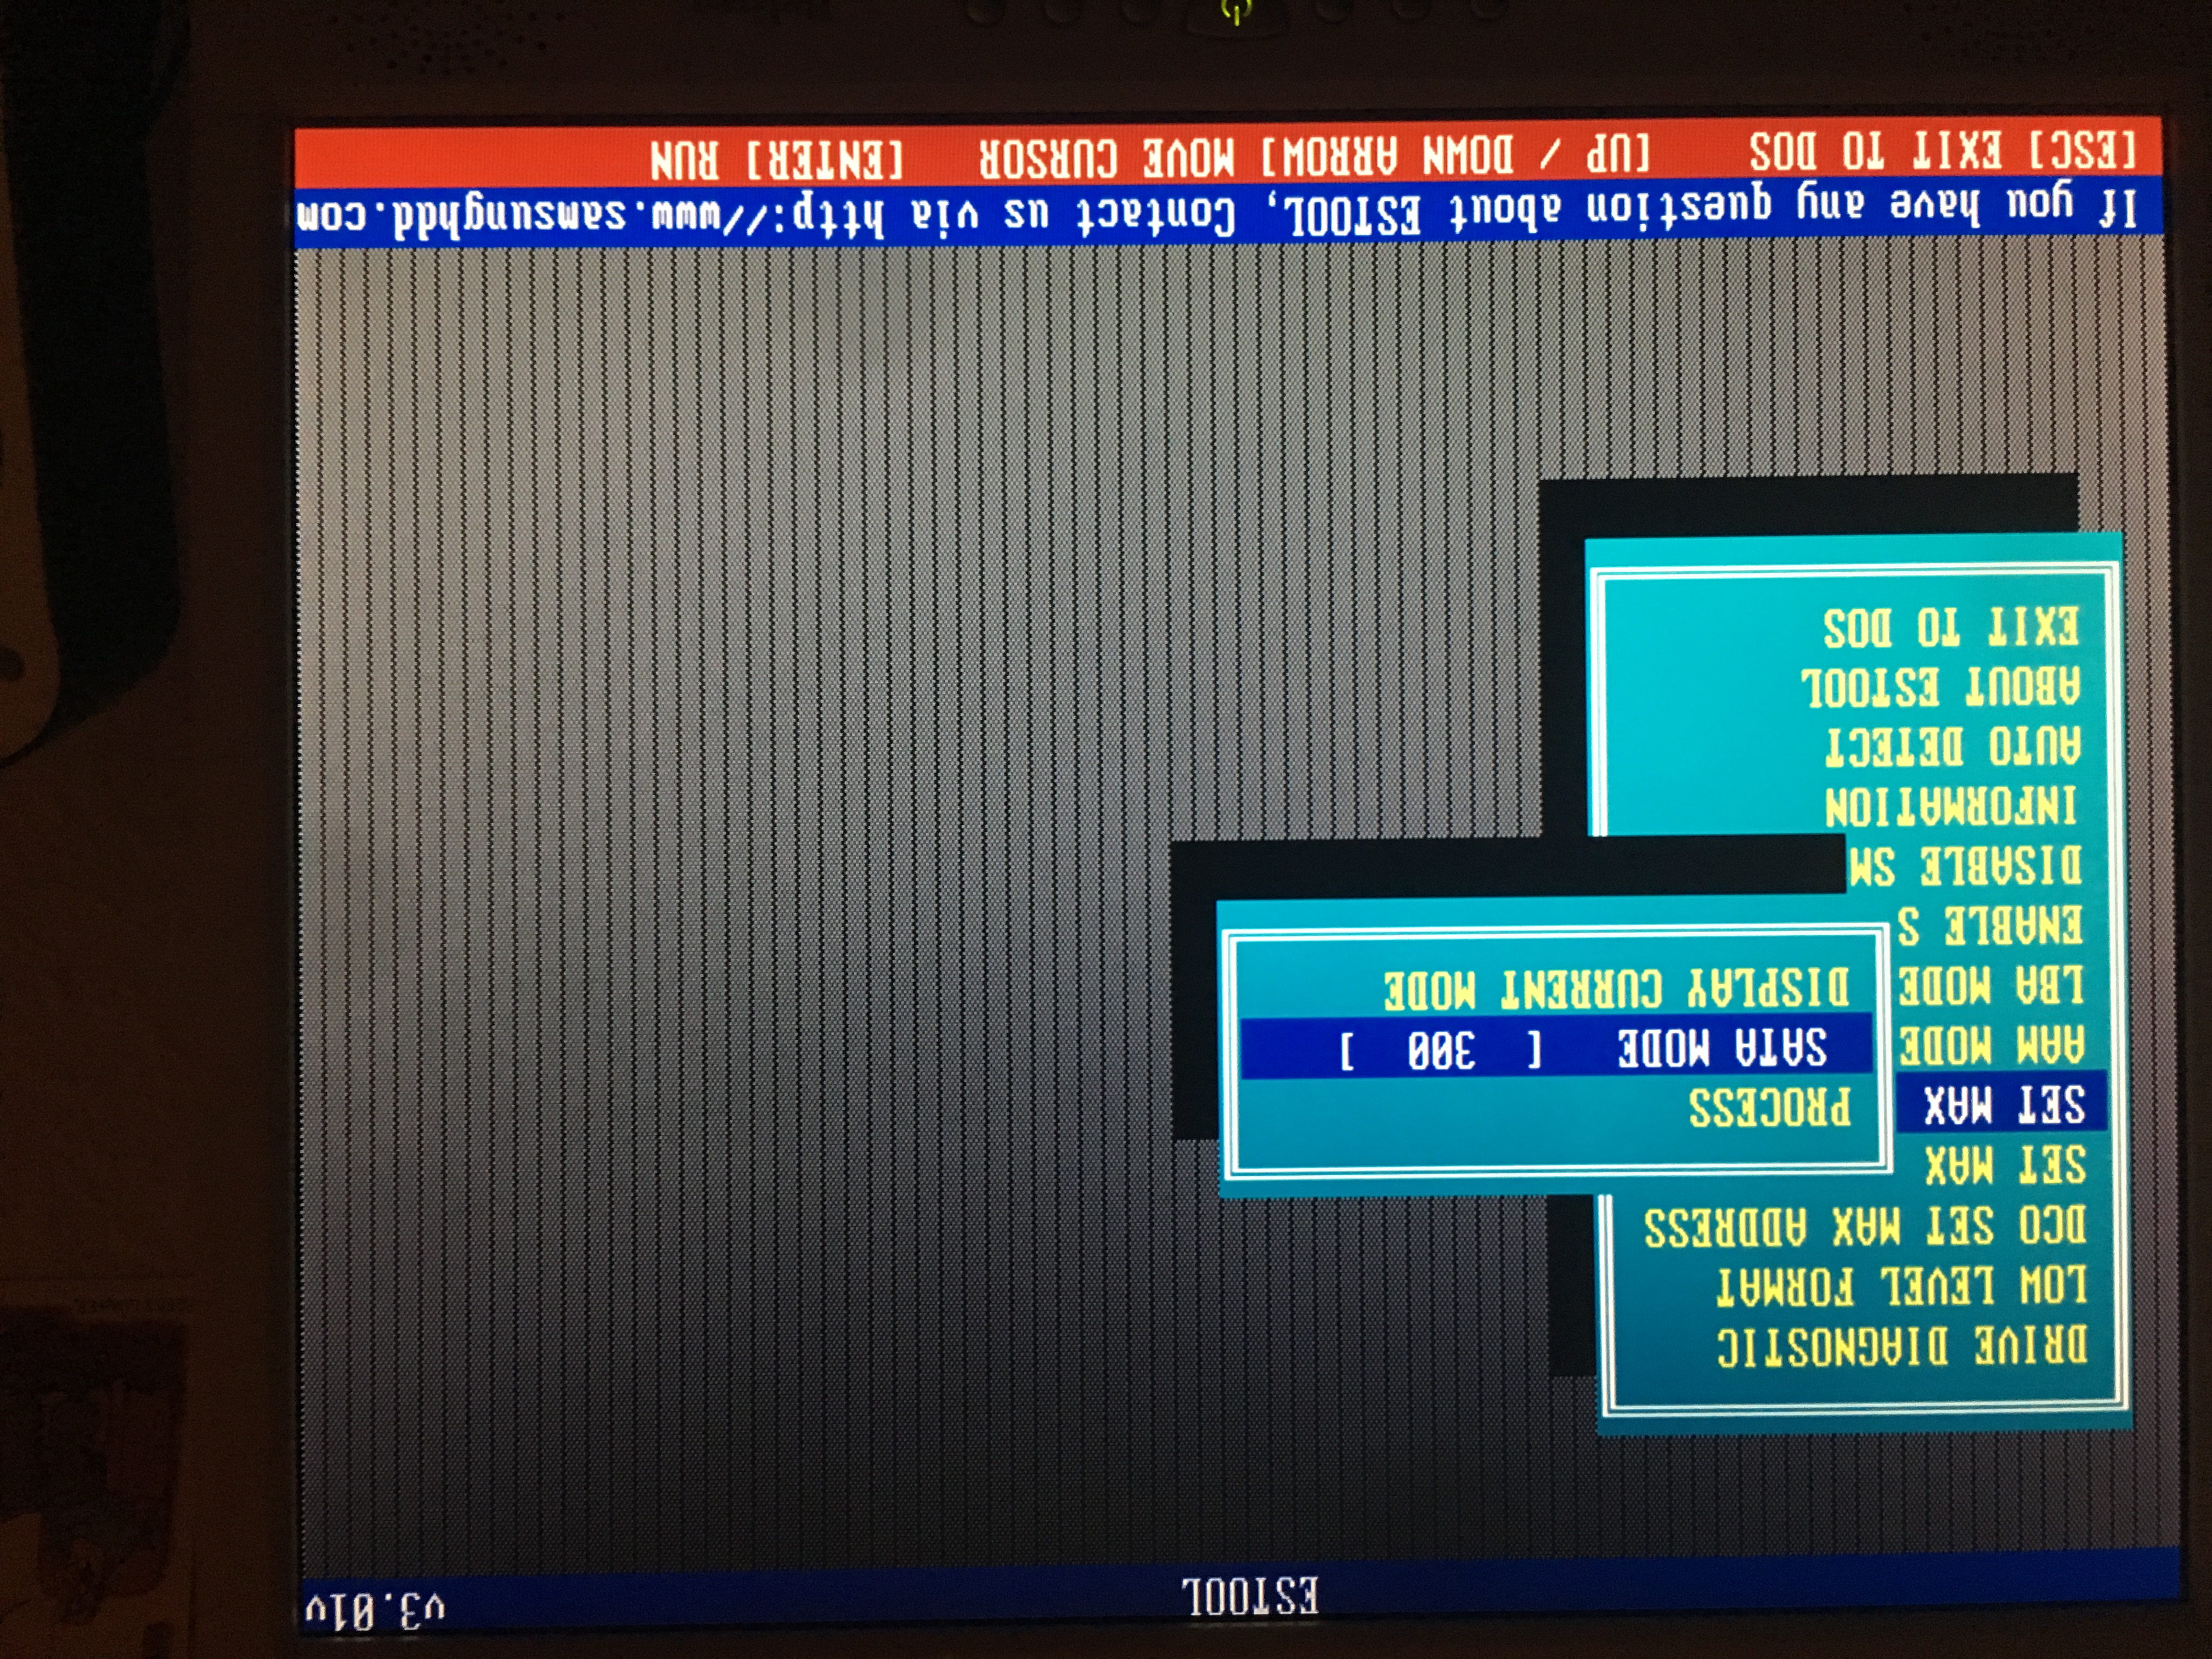 ESTOOL
v3.01v
DRIVE DIAGNOSTIC
LOW LEVEL FORMAT
DCO SET MAX ADDRESS
SET MAX
SET MAX
AAM MODE
LBA MODE
ENABLE S
DISABLE SM
INFORMATION
AUTO DETECT
ABOUT ESTOOL
EXIT TO DOS
PROCESS
SATA MODE [ 300 ]
DISPLAY CURRENT MODE
If you have any question about ESTOOL, Contact us via http://www.samsunghdd.com
[ESC] EXIT TO DOS [UP / DOWN ARROW] MOVE CURSOR [ENTER] RUN